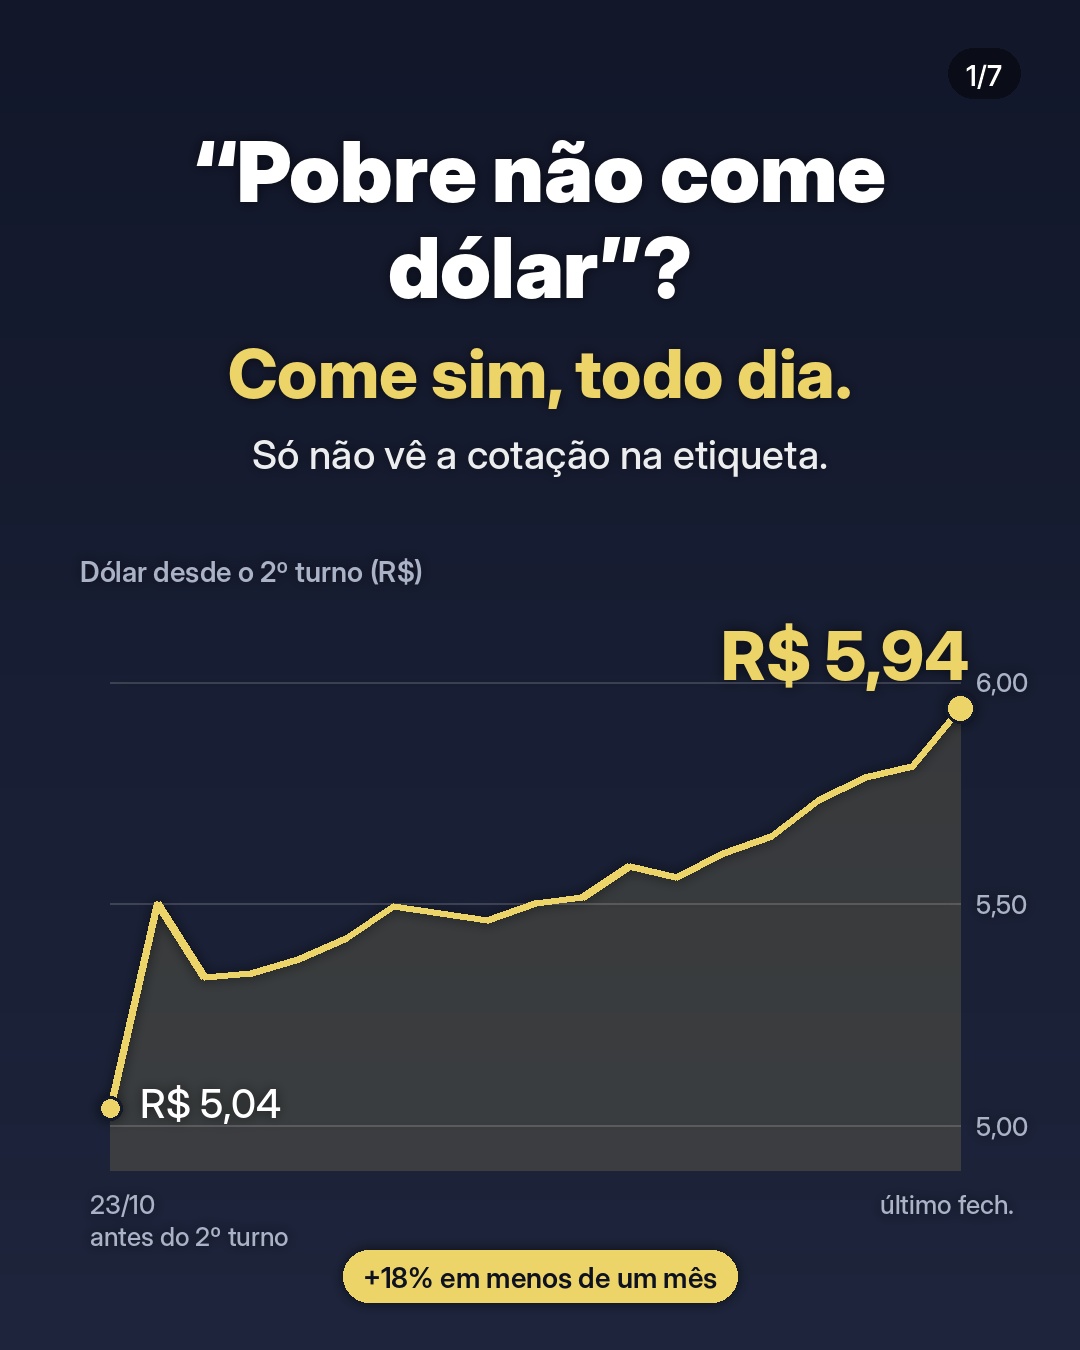 1/7
“Pobre não come
dólar”?
Come sim, todo dia.
Só não vê a cotação na etiqueta.
Dólar desde o 2º turno (R$)
R$ 5,94
6,00
5,50
R$ 5,04
5,00
23/10
antes do 2º turno
último fech.
+18% em menos de um mês